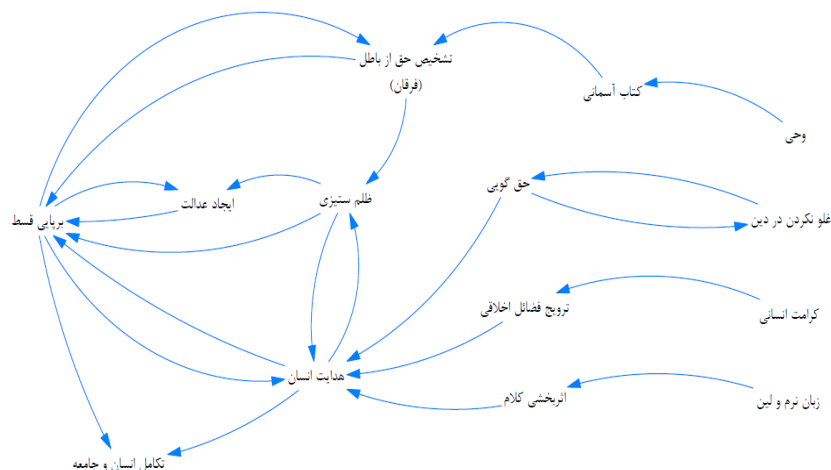 تشخیص حق از باطل
(فرقان)
کتاب آسمانی
وحی
حق گویی
ظلم ستیزی
ایجاد عدالت
برپایی قسط
غلو نکردن در دین
ترویج فضائل اخلاقی
کرامت انسانی
هدایت انسان
اثربخشی کلام
زبان نرم و لین
تکامل انسان و جامعه